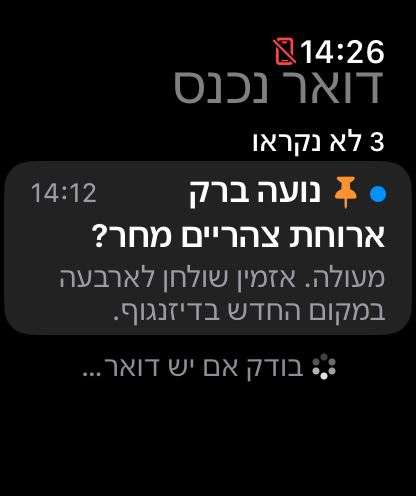 14:26
דואר נכנס
3 לא נקראו
נועה ברק 14:12
ארוחת צהריים מחר?
מעולה. אזמין שולחן לארבעה
במקום החדש בדיזנגוף.
בודק אם יש דואר...